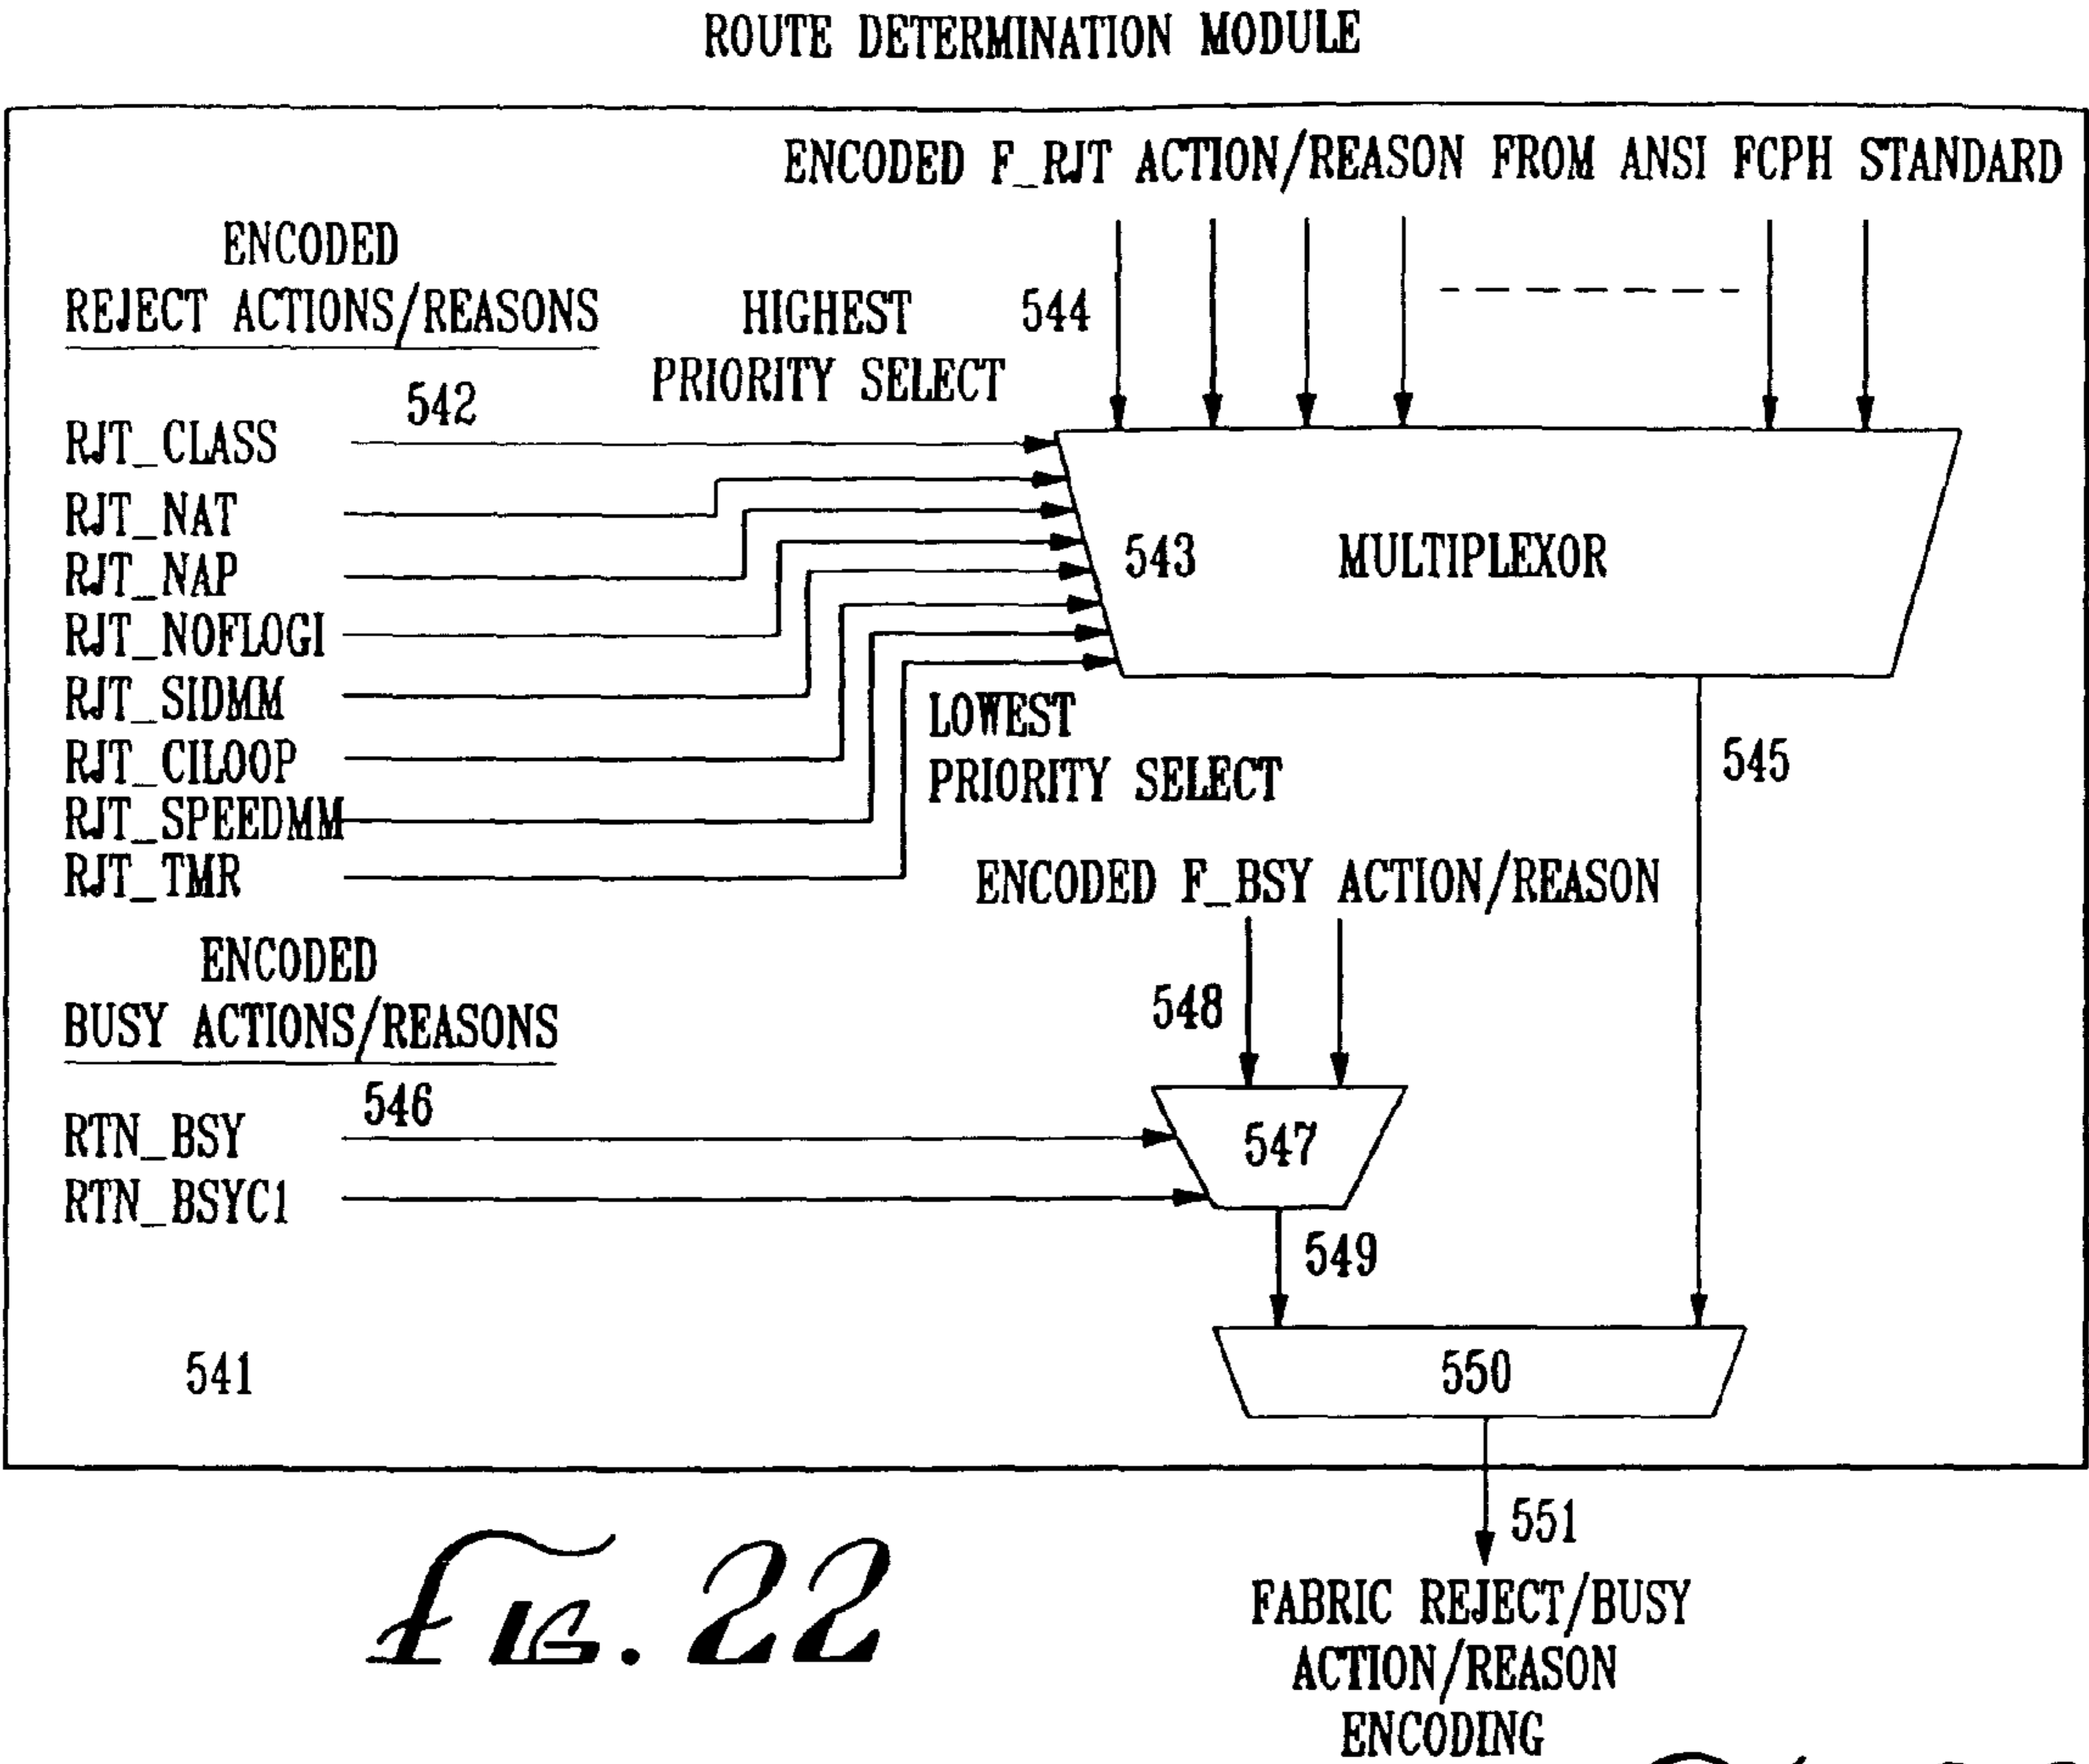 ROUTE DETERMINATION MODULE
ENCODED F_RJT ACTION/REASON FROM ANSI FCPH STANDARD
ENCODED
REJECT ACTIONS/REASONS
542
HIGHEST
PRIORITY SELECT
544
RJT_CLASS
RJT_NAT
RJT_NAP
RJT_NOFLOGI
RJT_SIDMM
RJT_CILOOP
RJT_SPEEDMM
RJT_TMR
543
MULTIPLEXOR
LOWEST
PRIORITY SELECT
545
ENCODED F_BSY ACTION/REASON
548
ENCODED
BUSY ACTIONS/REASONS
546
RTN_BSY
RTN_BSYC1
547
549
541
550
551
FABRIC REJECT/BUSY
ACTION/REASON
ENCODING
FIG. 22